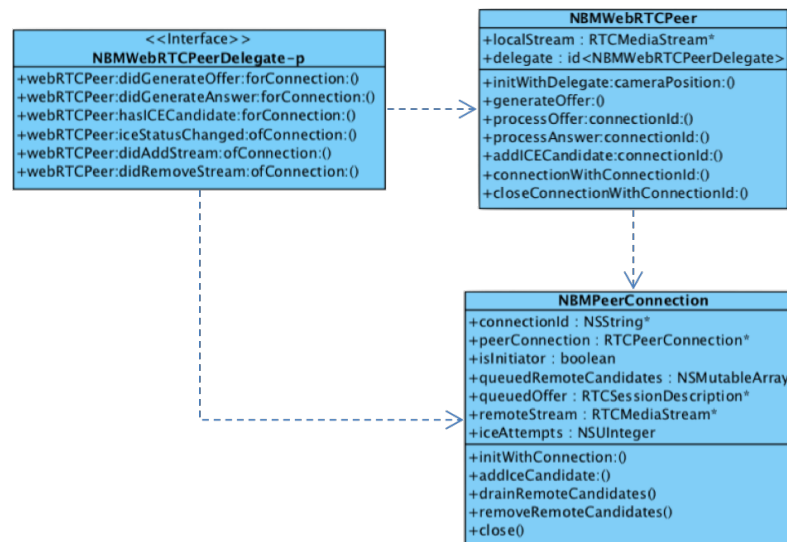 <<Interface>>
NBMWebRTCPeerDelegate-p
+webRTCPeer:didGenerateOffer:forConnection:()
+webRTCPeer:didGenerateAnswer:forConnection:()
+webRTCPeer:hasICECandidate:forConnection:()
+webRTCPeer:iceStatusChanged:ofConnection:()
+webRTCPeer:didAddStream:ofConnection:()
+webRTCPeer:didRemoveStream:ofConnection:()
NBMWebRTCPeer
+localStream : RTCMediaStream*
+delegate : id<NBMWebRTCPeerDelegate>
+initWithDelegate:cameraPosition:()
+generateOffer:()
+processOffer:connectionId:()
+processAnswer:connectionId:()
+addICECandidate:connectionId:()
+connectionWithConnectionId:()
+closeConnectionWithConnectionId:()
NBMPeerConnection
+connectionId : NSString*
+peerConnection : RTCPeerConnection*
+isInitiator : boolean
+queuedRemoteCandidates : NSMutableArray
+queuedOffer : RTCSessionDescription*
+remoteStream : RTCMediaStream*
+iceAttempts : NSUInteger
+initWithConnection:()
+addIceCandidate:()
+drainRemoteCandidates()
+removeRemoteCandidates()
+close()